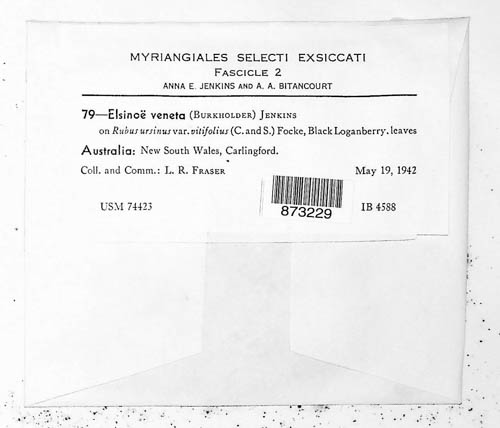 MYRIANGIALES SELECTI EXSICCATI
FASCICLE 2
ANNA E. JENKINS AND A. A. BITANCOURT
79—Elsinoë veneta (BURKHOLDER) JENKINS
on Rubus ursinus var. vitifolius (C. and S.) Focke, Black Loganberry. leaves
Australia: New South Wales, Carlingford.
Coll. and Comm.: L. R. FRASER May 19, 1942
USM 74423 IB 4588
873229